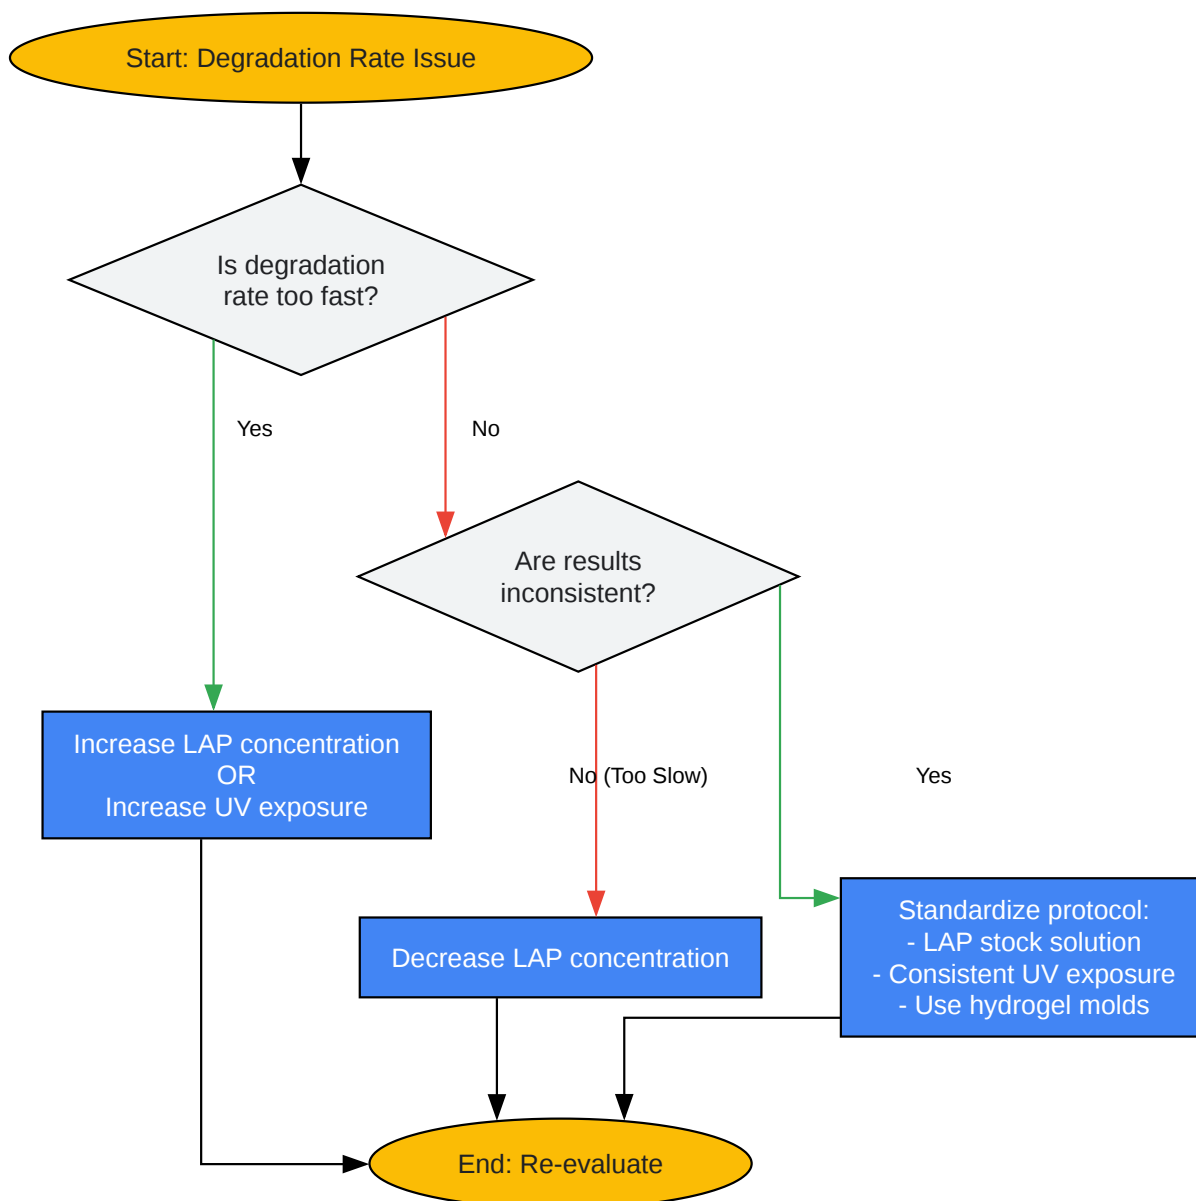 Start: Degradation Rate Issue
Is degradation
rate too fast?
Yes
No
Are results
inconsistent?
Increase LAP concentration
OR
Increase UV exposure
No (Too Slow)
Yes
Decrease LAP concentration
Standardize protocol:
- LAP stock solution
- Consistent UV exposure
- Use hydrogel molds
End: Re-evaluate